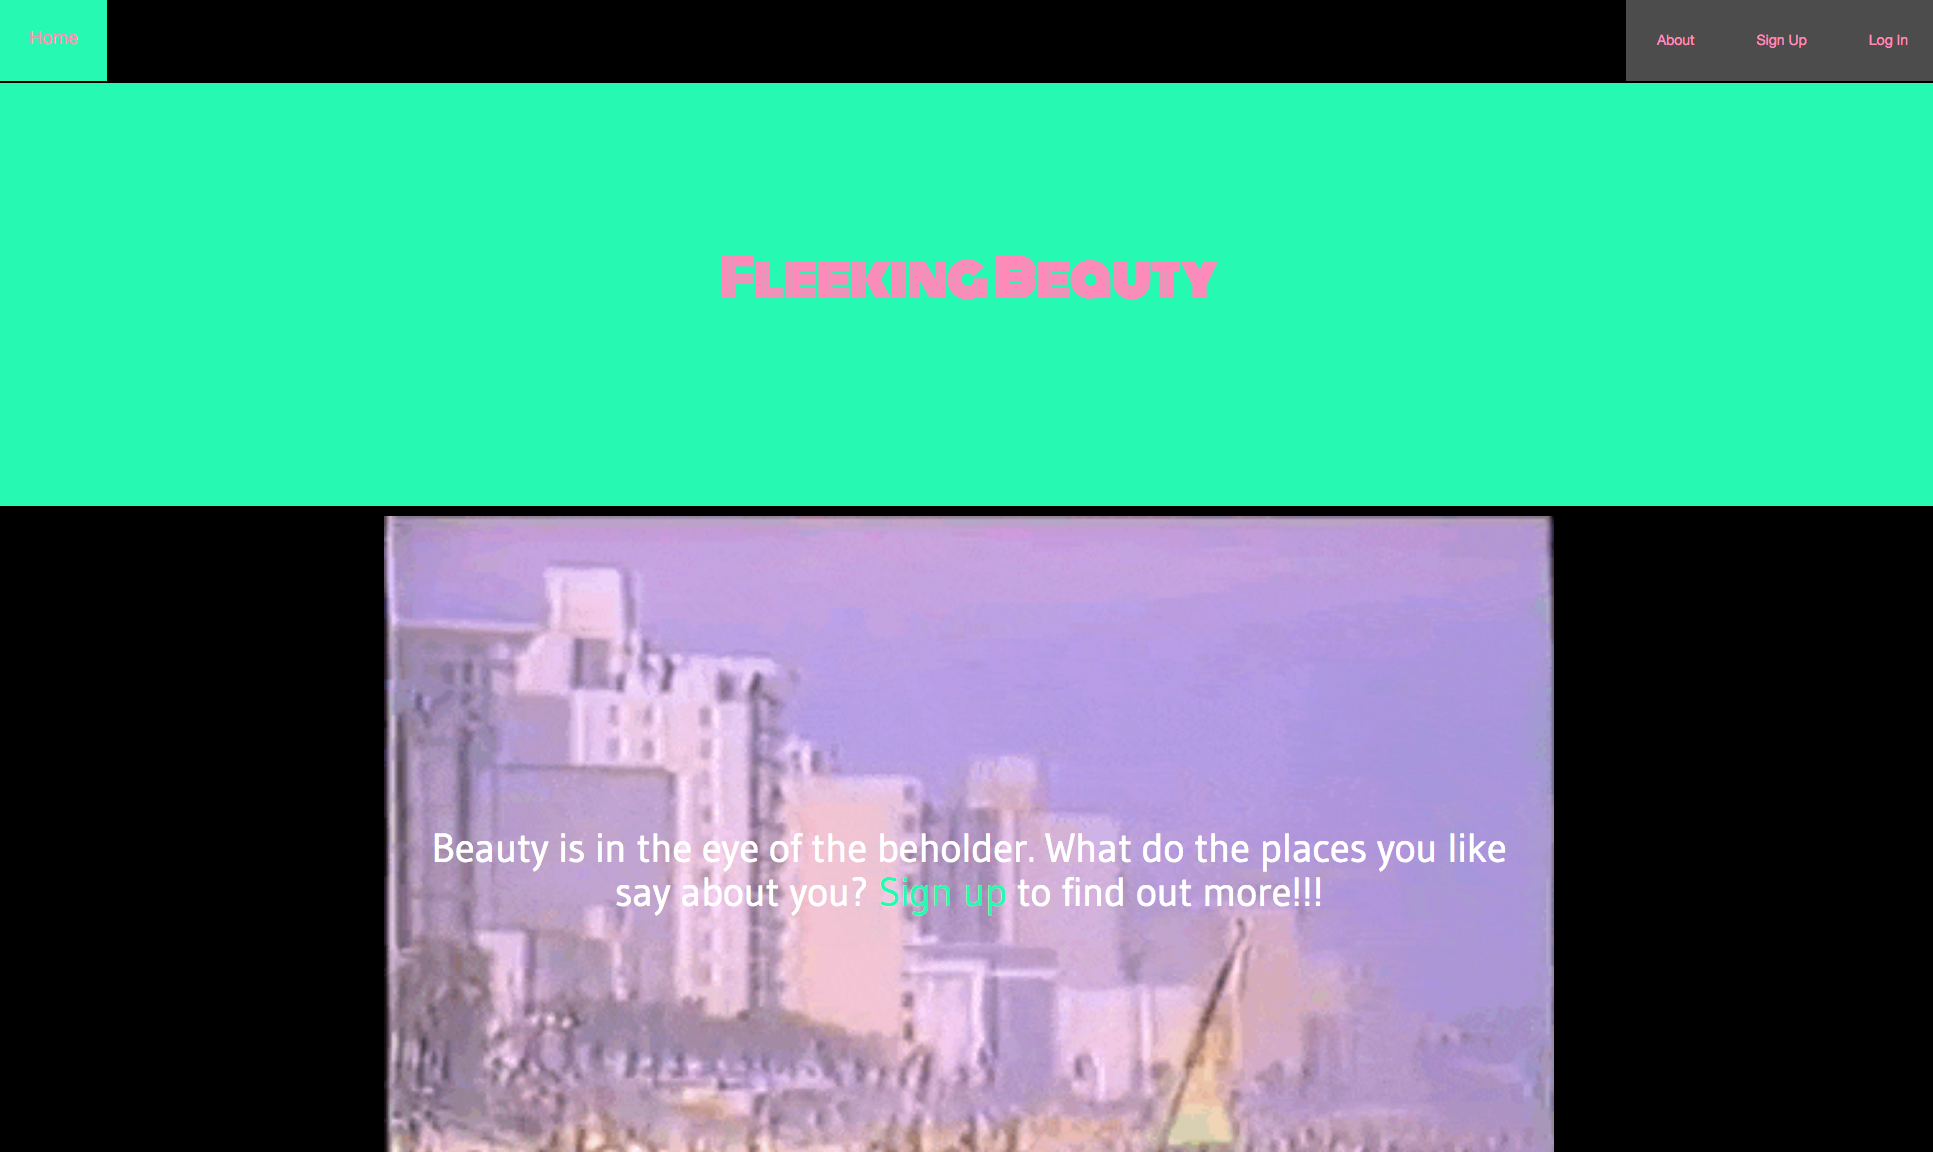 Home
About
Sign Up
Log In
Fleeking Beauty
Beauty is in the eye of the beholder. What do the places you like
say about you? Sign up to find out more!!!